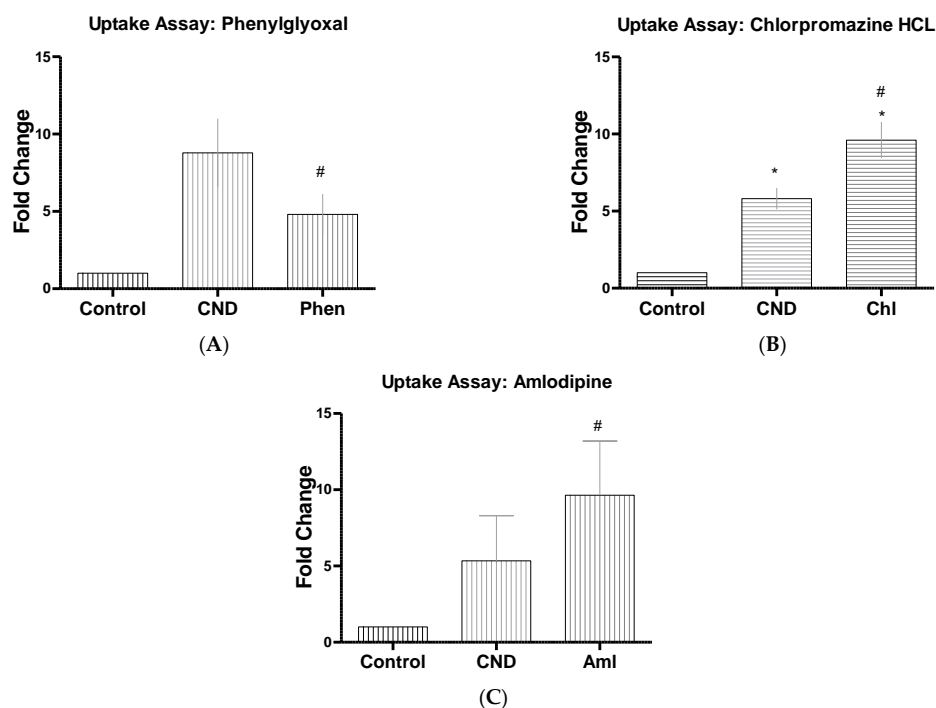 Uptake Assay: Phenylglyoxal
15
10
5
0
Fold Change
#
Control CND Phen
(A)
Uptake Assay: Chlorpromazine HCL
15
10
5
0
Fold Change
*
#
*
Control CND Chl
(B)
Uptake Assay: Amlodipine
15
10
5
0
Fold Change
#
Control CND Aml
(C)